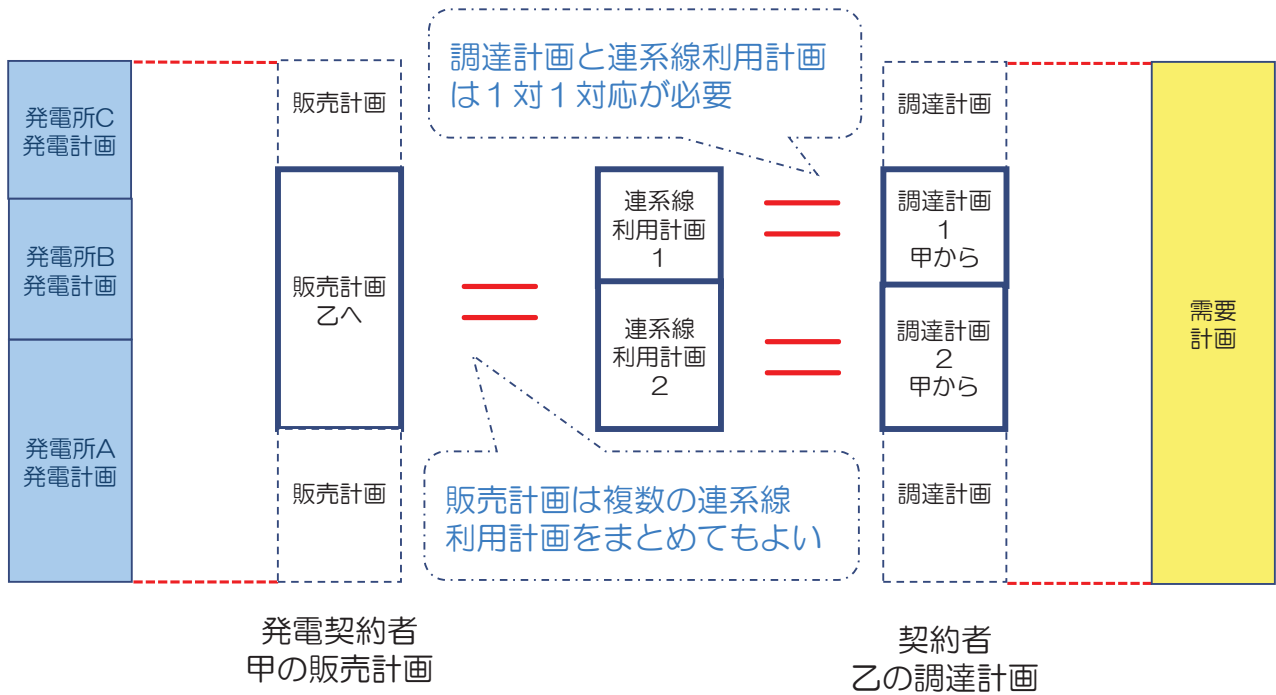 発電所C
発電計画
発電所B
発電計画
発電所A
発電計画
販売計画
販売計画
乙へ
販売計画
調達計画と連系線利用計画
は1対1対応が必要
連系線
利用計画
1
連系線
利用計画
2
販売計画は複数の連系線
利用計画をまとめてもよい
調達計画
調達計画
1
甲から
調達計画
2
甲から
調達計画
需要
計画
発電契約者
甲の販売計画
契約者
乙の調達計画